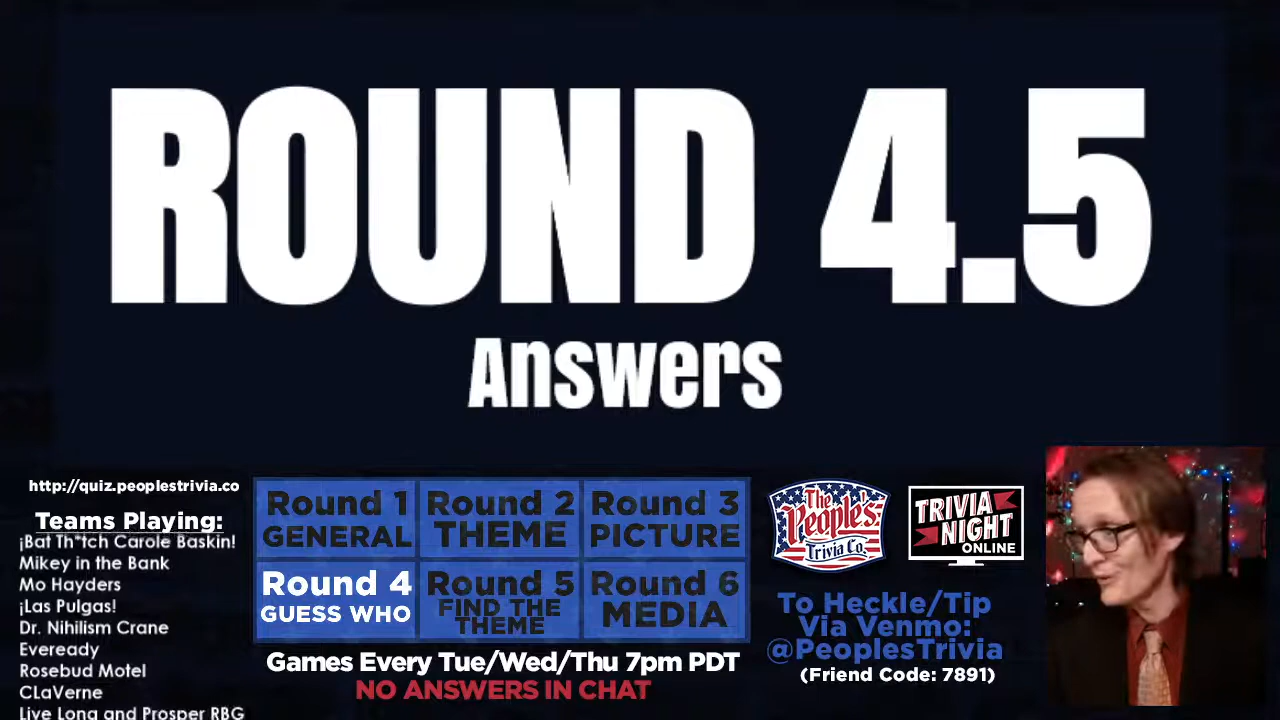 ROUND 4.5
Answers
http://quiz.peoplestrivia.co
Teams Playing:
¡Bat Th*tch Carole Baskin!
Mikey in the Bank
Mo Hayders
¡Las Pulgas!
Dr. Nihilism Crane
Eveready
Rosebud Motel
CLaVerne
Live Long and Prosper RBG
Round 1
GENERAL
Round 2
THEME
Round 3
PICTURE
Round 4
GUESS WHO
Round 5
FIND THE
THEME
Round 6
MEDIA
Games Every Tue/Wed/Thu 7pm PDT
NO ANSWERS IN CHAT
The
People's
Trivia Co.
TRIVIA
NIGHT
ONLINE
To Heckle/Tip
Via Venmo:
@PeoplesTrivia
(Friend Code: 7891)